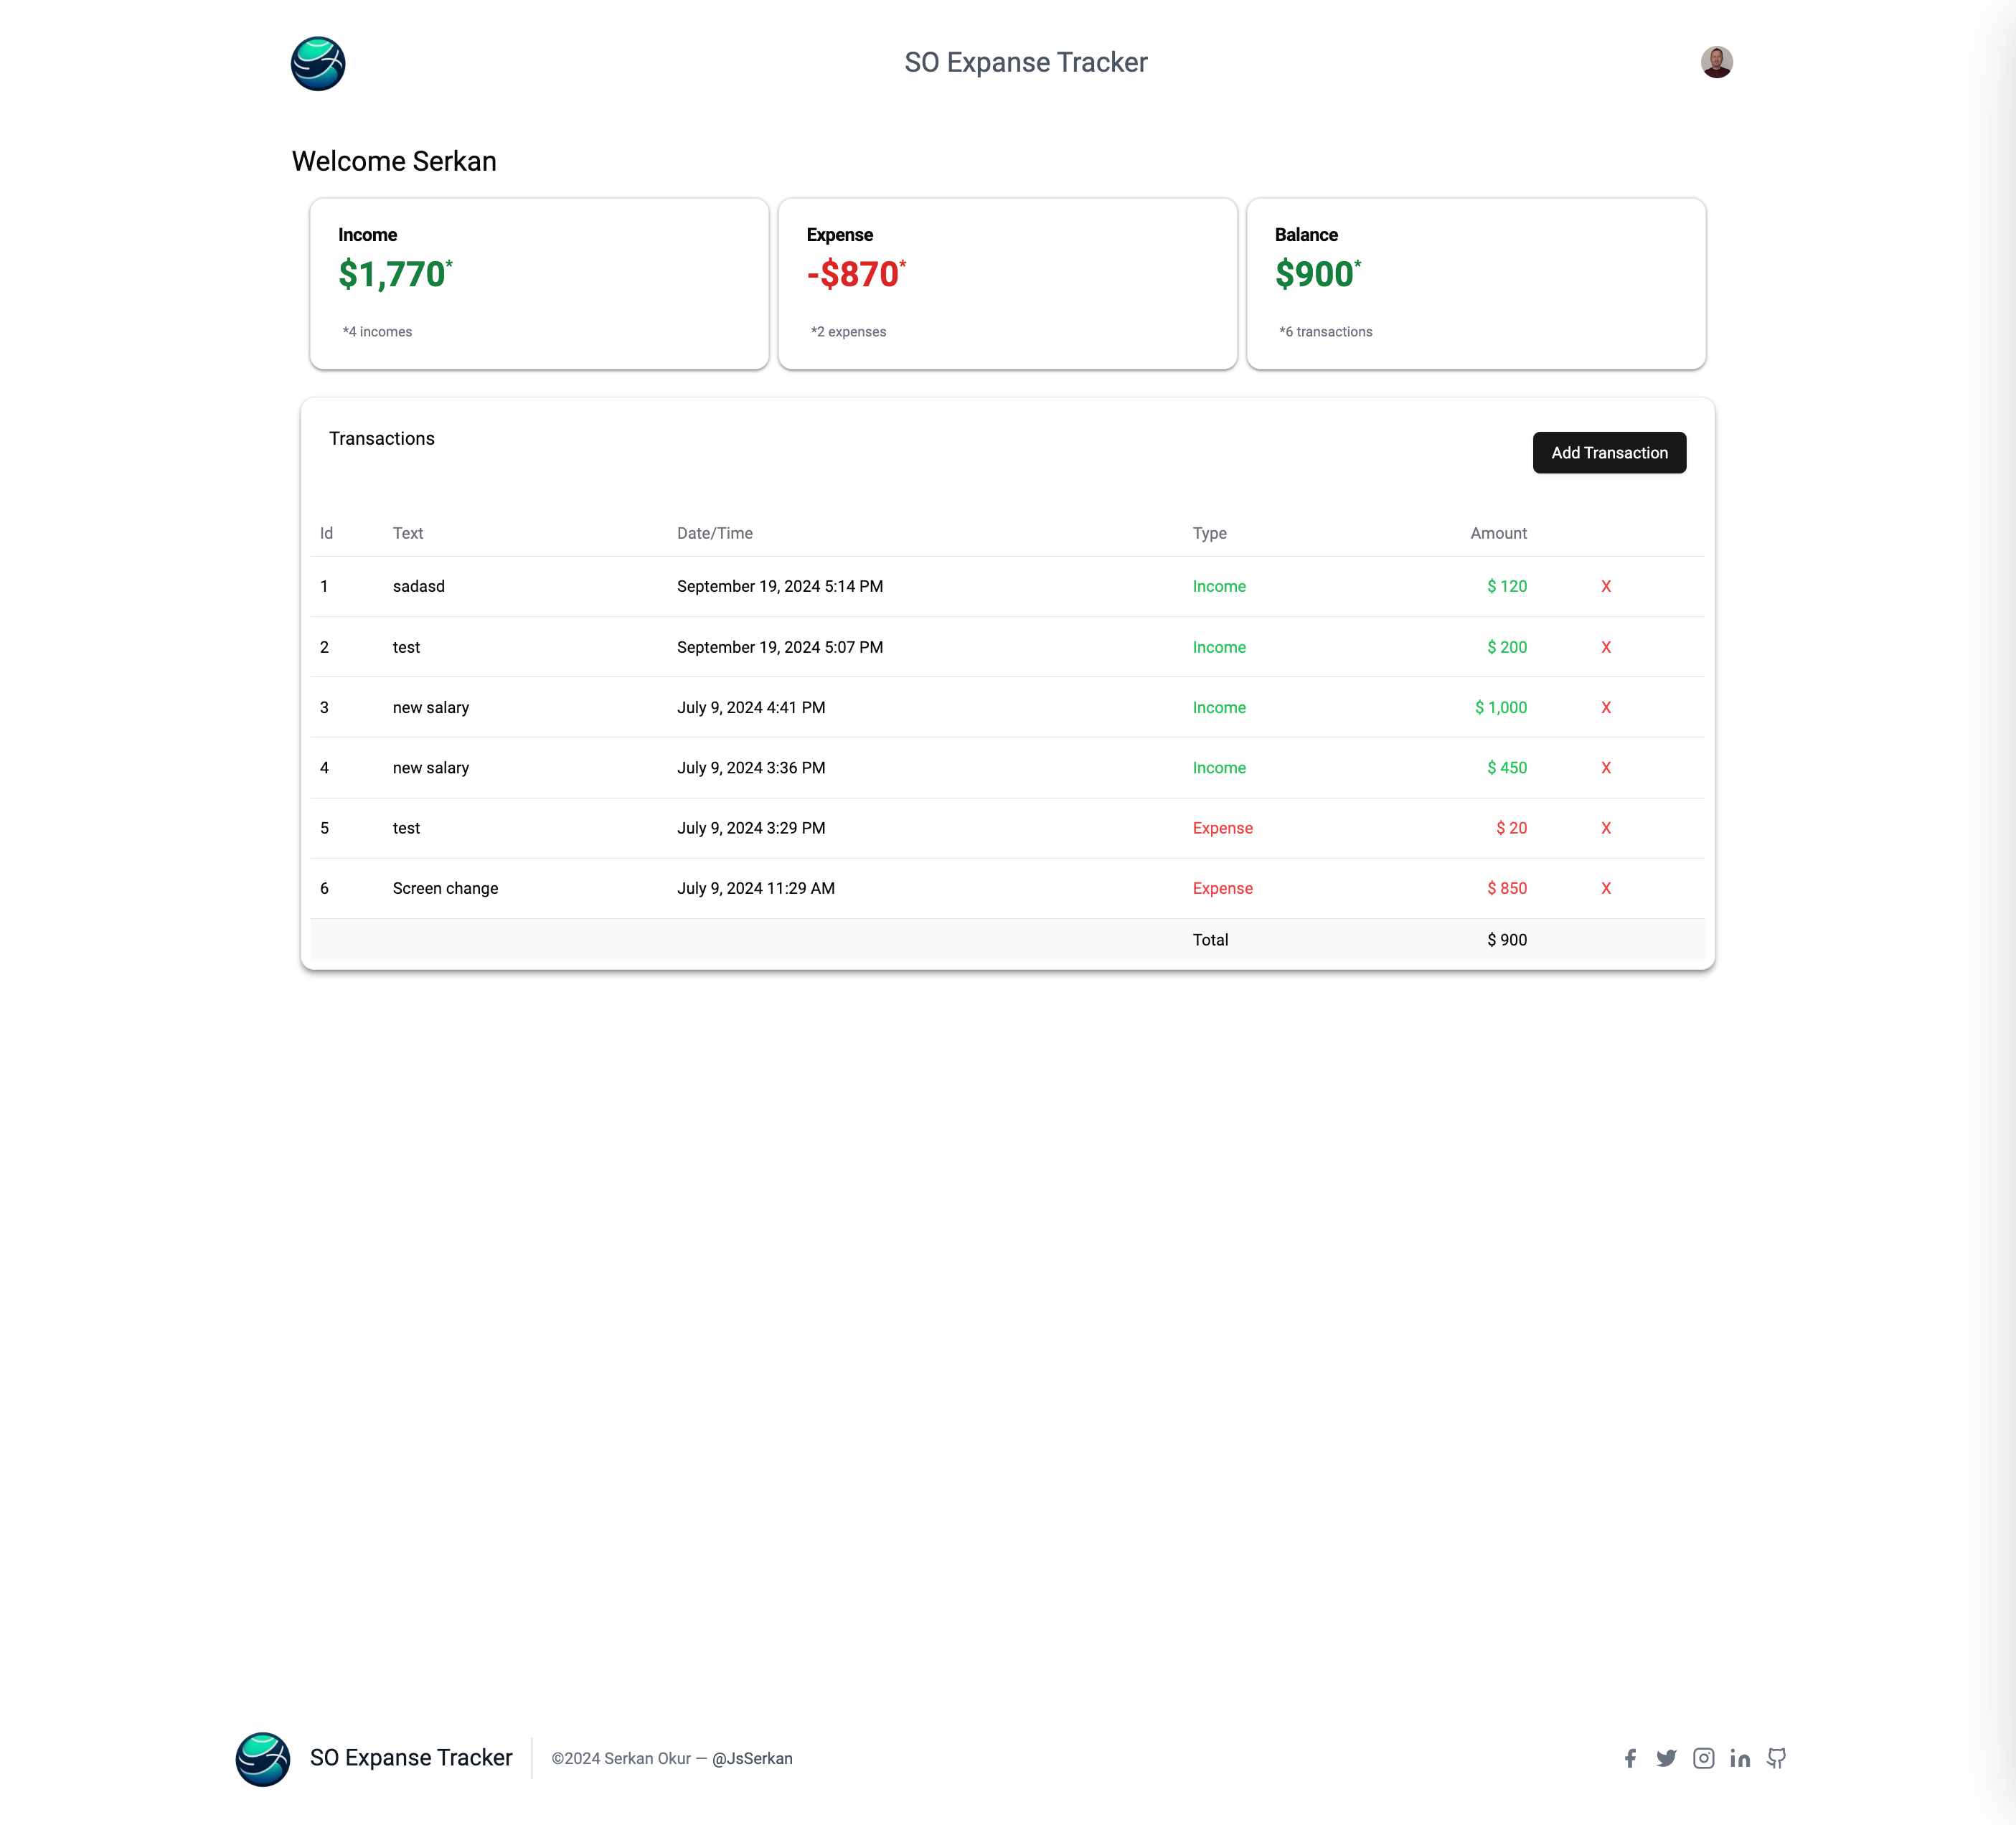 SO Expanse Tracker
Welcome Serkan
Income
$1,770*
*4 incomes
Expense
-$870*
*2 expenses
Balance
$900*
*6 transactions
Transactions
Add Transaction
Id Text Date/Time Type Amount
1 sadasd September 19, 2024 5:14 PM Income $ 120 X
2 test September 19, 2024 5:07 PM Income $ 200 X
3 new salary July 9, 2024 4:41 PM Income $ 1,000 X
4 new salary July 9, 2024 3:36 PM Income $ 450 X
5 test July 9, 2024 3:29 PM Expense $ 20 X
6 Screen change July 9, 2024 11:29 AM Expense $ 850 X
Total $ 900
SO Expanse Tracker ©2024 Serkan Okur — @JsSerkan